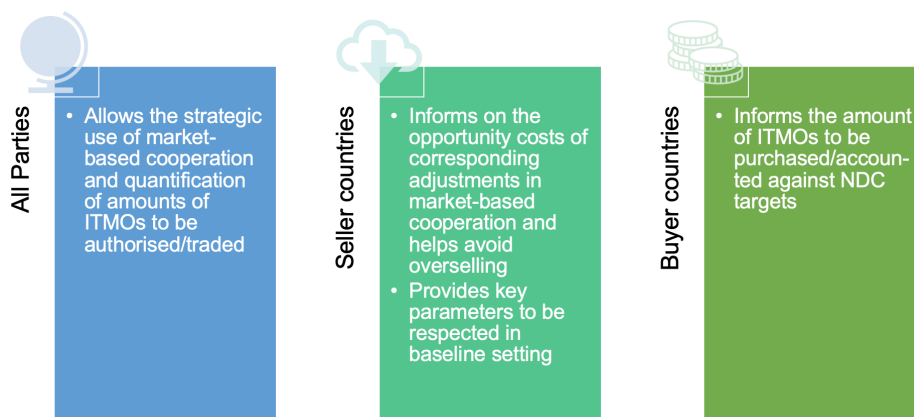 All Parties
• Allows the strategic
use of market-
based cooperation
and quantification
of amounts of
ITMOs to be
authorised/traded
Seller countries
• Informs on the
opportunity costs of
corresponding
adjustments in
market-based
cooperation and
helps avoid
overselling
• Provides key
parameters to be
respected in
baseline setting
Buyer countries
• Informs the amount
of ITMOs to be
purchased/accoun-
ted against NDC
targets